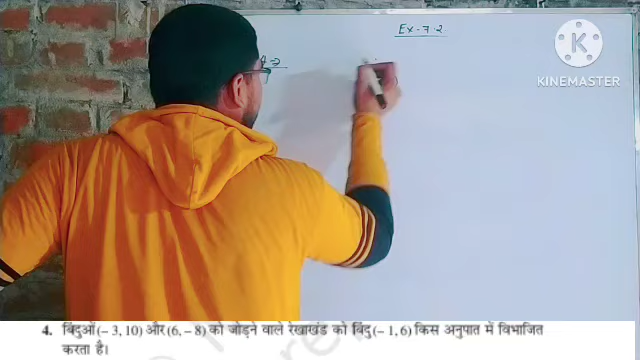 Ex-7.2
KINEMASTER
4. बिंदुओं (– 3, 10) और (6, – 8) को जोड़ने वाले रेखाखंड को बिंदु (– 1, 6) किस अनुपात में विभाजित
करता है।